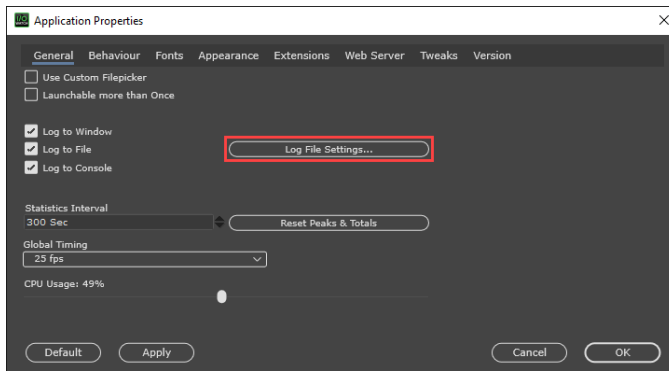 Application Properties
General Behaviour Fonts Appearance Extensions Web Server Tweaks Version
Use Custom Filepicker
Launchable more than Once
Log to Window
Log to File
Log File Settings...
Log to Console
Statistics Interval
300 Sec
Reset Peaks & Totals
Global Timing
25 fps
CPU Usage: 49%
Default Apply Cancel OK